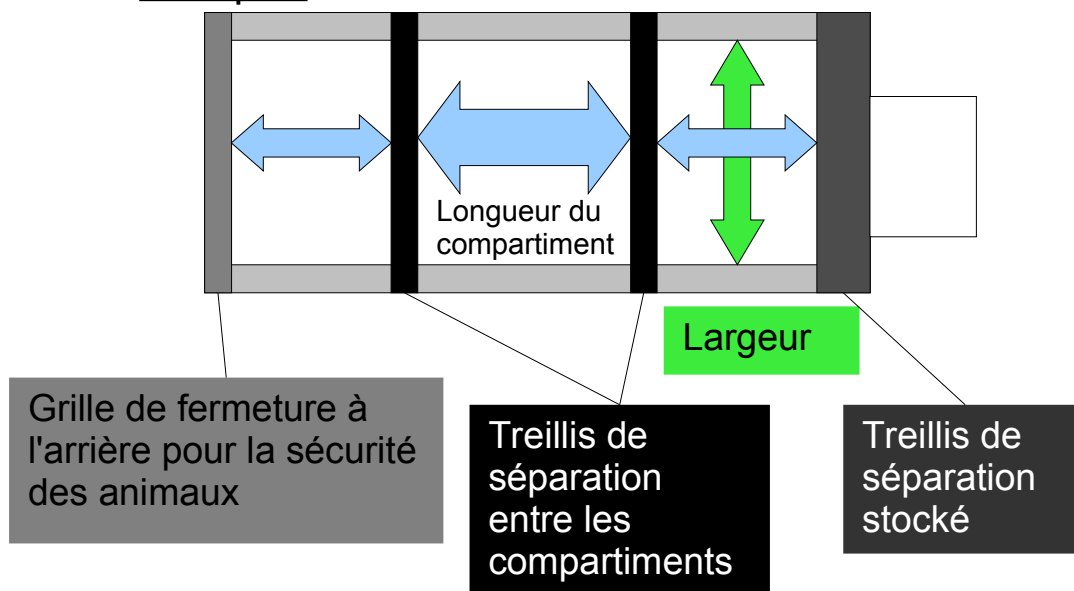 Longueur du
compartiment
Largeur
Grille de fermeture à
l'arrière pour la sécurité
des animaux
Treillis de
séparation
entre les
compartiments
Treillis de
séparation
stocké